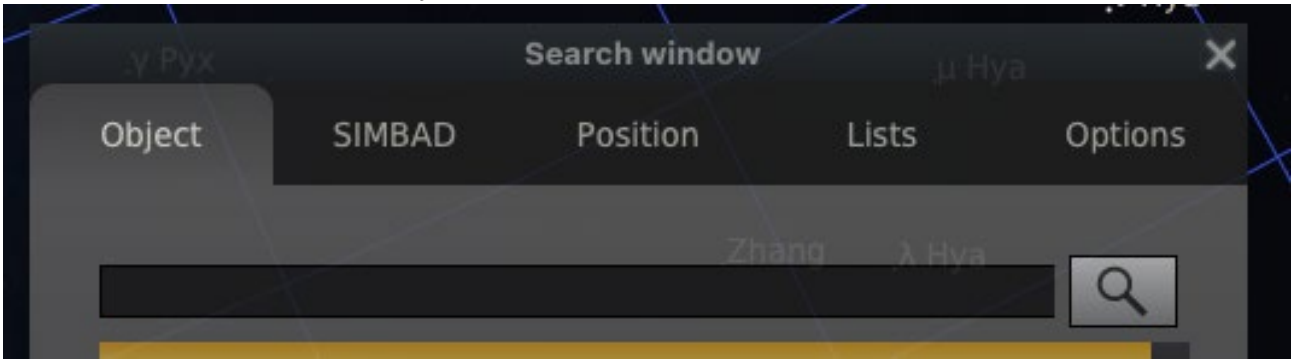 γ Pyx Search window μ Hya
Object SIMBAD Position Lists Options
Zhang λ Hya